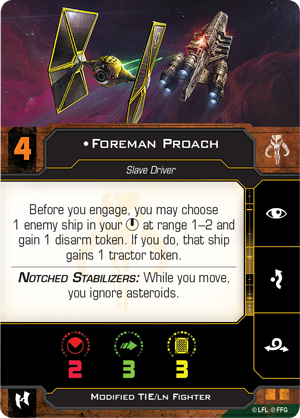 4
•Foreman Proach
Slave Driver
Before you engage, you may choose
1 enemy ship in your at range 1–2 and
gain 1 disarm token. If you do, that ship
gains 1 tractor token.
Notched Stabilizers: While you move,
you ignore asteroids.
2 3 3
Modified TIE/ln Fighter
©LFL ©FFG